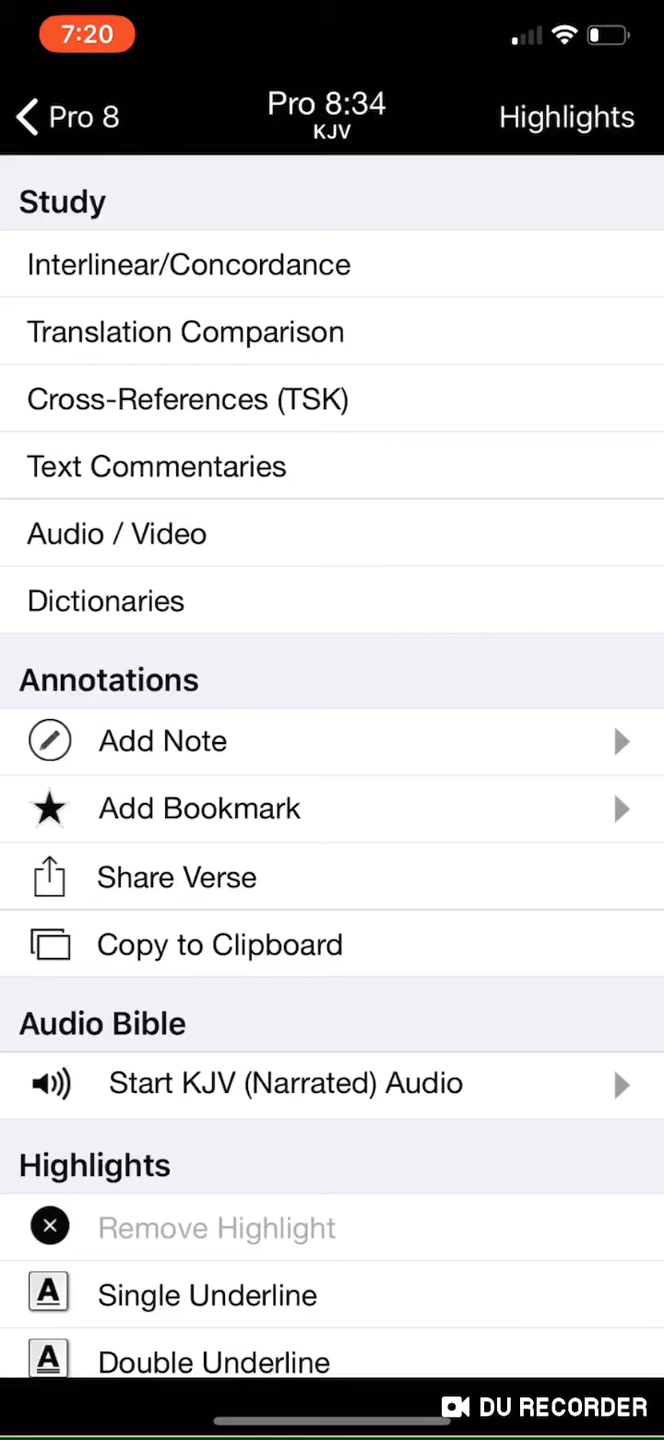 7:20
Pro 8
Pro 8:34
KJV
Highlights
Study
Interlinear/Concordance
Translation Comparison
Cross-References (TSK)
Text Commentaries
Audio / Video
Dictionaries
Annotations
Add Note
Add Bookmark
Share Verse
Copy to Clipboard
Audio Bible
Start KJV (Narrated) Audio
Highlights
Remove Highlight
A Single Underline
A Double Underline
DU RECORDER